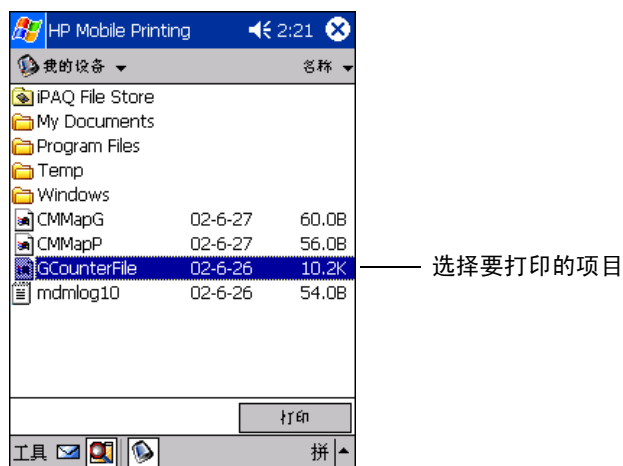 HP Mobile Printing 2:21
我的设备 名称
iPAQ File Store
My Documents
Program Files
Temp
Windows
CMMapG 02-6-27 60.0B
CMMapP 02-6-27 56.0B
GCounterFile 02-6-26 10.2K 选择要打印的项目
mdmlog10 02-6-26 54.0B
打印
工具 拼